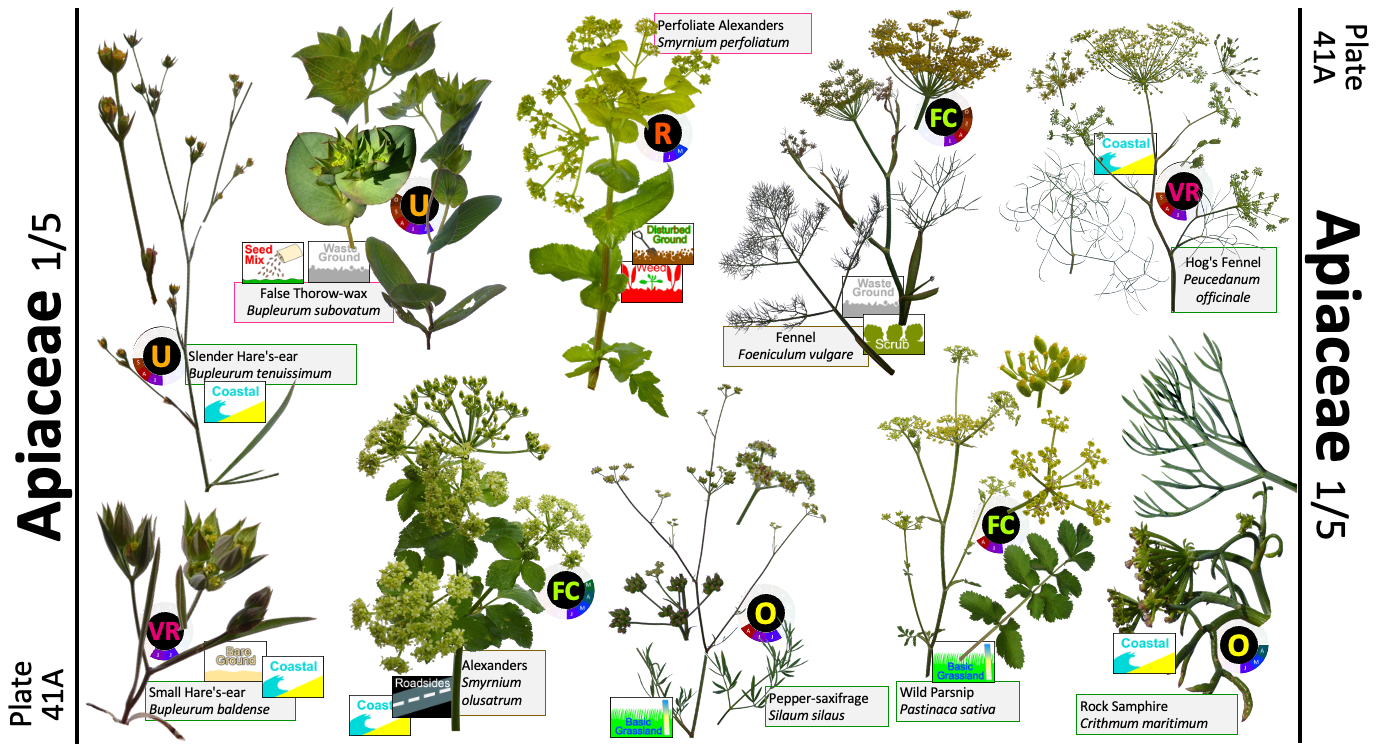 Apiaceae 1/5
Plate
41A
U
Slender Hare's-ear
Bupleurum tenuissimum
Coastal
U
Seed
Mix
Waste
Ground
False Thorow-wax
Bupleurum subovatum
Perfoliate Alexanders
Smyrnium perfoliatum
R
Disturbed
Ground
Weed
FC
Waste
Ground
Scrub
Fennel
Foeniculum vulgare
Coastal
VR
Hog's Fennel
Peucedanum
officinale
VR
Bare
Ground
Coastal
Small Hare's-ear
Bupleurum baldense
FC
Roadsides
Coast
Alexanders
Smyrnium
olusatrum
O
Basic
Grassland
Pepper-saxifrage
Silaum silaus
FC
Basic
Grassland
Wild Parsnip
Pastinaca sativa
Coastal
O
Rock Samphire
Crithmum maritimum
Plate
41A
Apiaceae 1/5